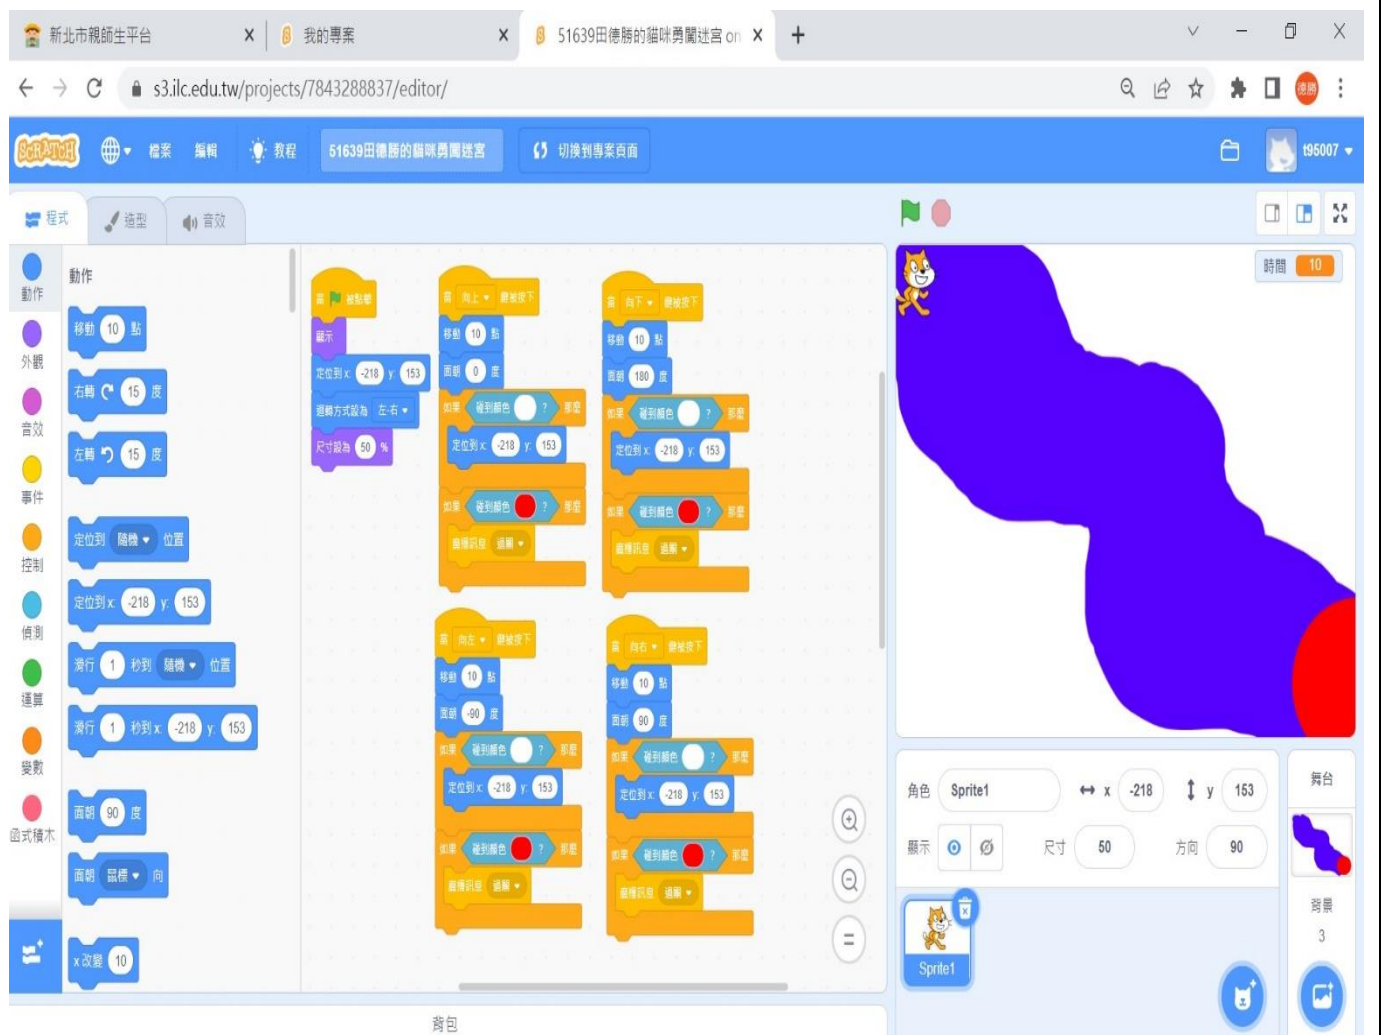 新北市親師生平台
我的專案
51639田德勝的貓咪勇闖迷宮 on
s3.ilc.edu.tw/projects/7843288837/editor/
德勝
SCRATCH
檔案
編輯
教程
51639田德勝的貓咪勇闖迷宮
切換到專案頁面
t95007
程式
造型
音效
動作
外觀
音效
事件
控制
偵測
運算
變數
函式積木
動作
移動 10 點
右轉 15 度
左轉 15 度
定位到 隨機 位置
定位到 x: -218 y: 153
滑行 1 秒到 隨機 位置
滑行 1 秒到 x: -218 y: 153
面朝 90 度
面朝 鼠標 向
x 改變 10
當 被點擊
顯示
定位到 x: -218 y: 153
迴轉方式設為 左-右
尺寸設為 50 %
當 向上 鍵被按下
移動 10 點
面朝 0 度
如果 碰到顏色 ? 那麼
定位到 x: -218 y: 153
如果 碰到顏色 ? 那麼
廣播訊息 過關
當 向下 鍵被按下
移動 10 點
面朝 180 度
如果 碰到顏色 ? 那麼
定位到 x: -218 y: 153
如果 碰到顏色 ? 那麼
廣播訊息 過關
當 向左 鍵被按下
移動 10 點
面朝 -90 度
如果 碰到顏色 ? 那麼
定位到 x: -218 y: 153
如果 碰到顏色 ? 那麼
廣播訊息 過關
當 向右 鍵被按下
移動 10 點
面朝 90 度
如果 碰到顏色 ? 那麼
定位到 x: -218 y: 153
如果 碰到顏色 ? 那麼
廣播訊息 過關
時間 10
角色 Sprite1 x -218 y 153
顯示 尺寸 50 方向 90
Sprite1
舞台
背景
3
背包